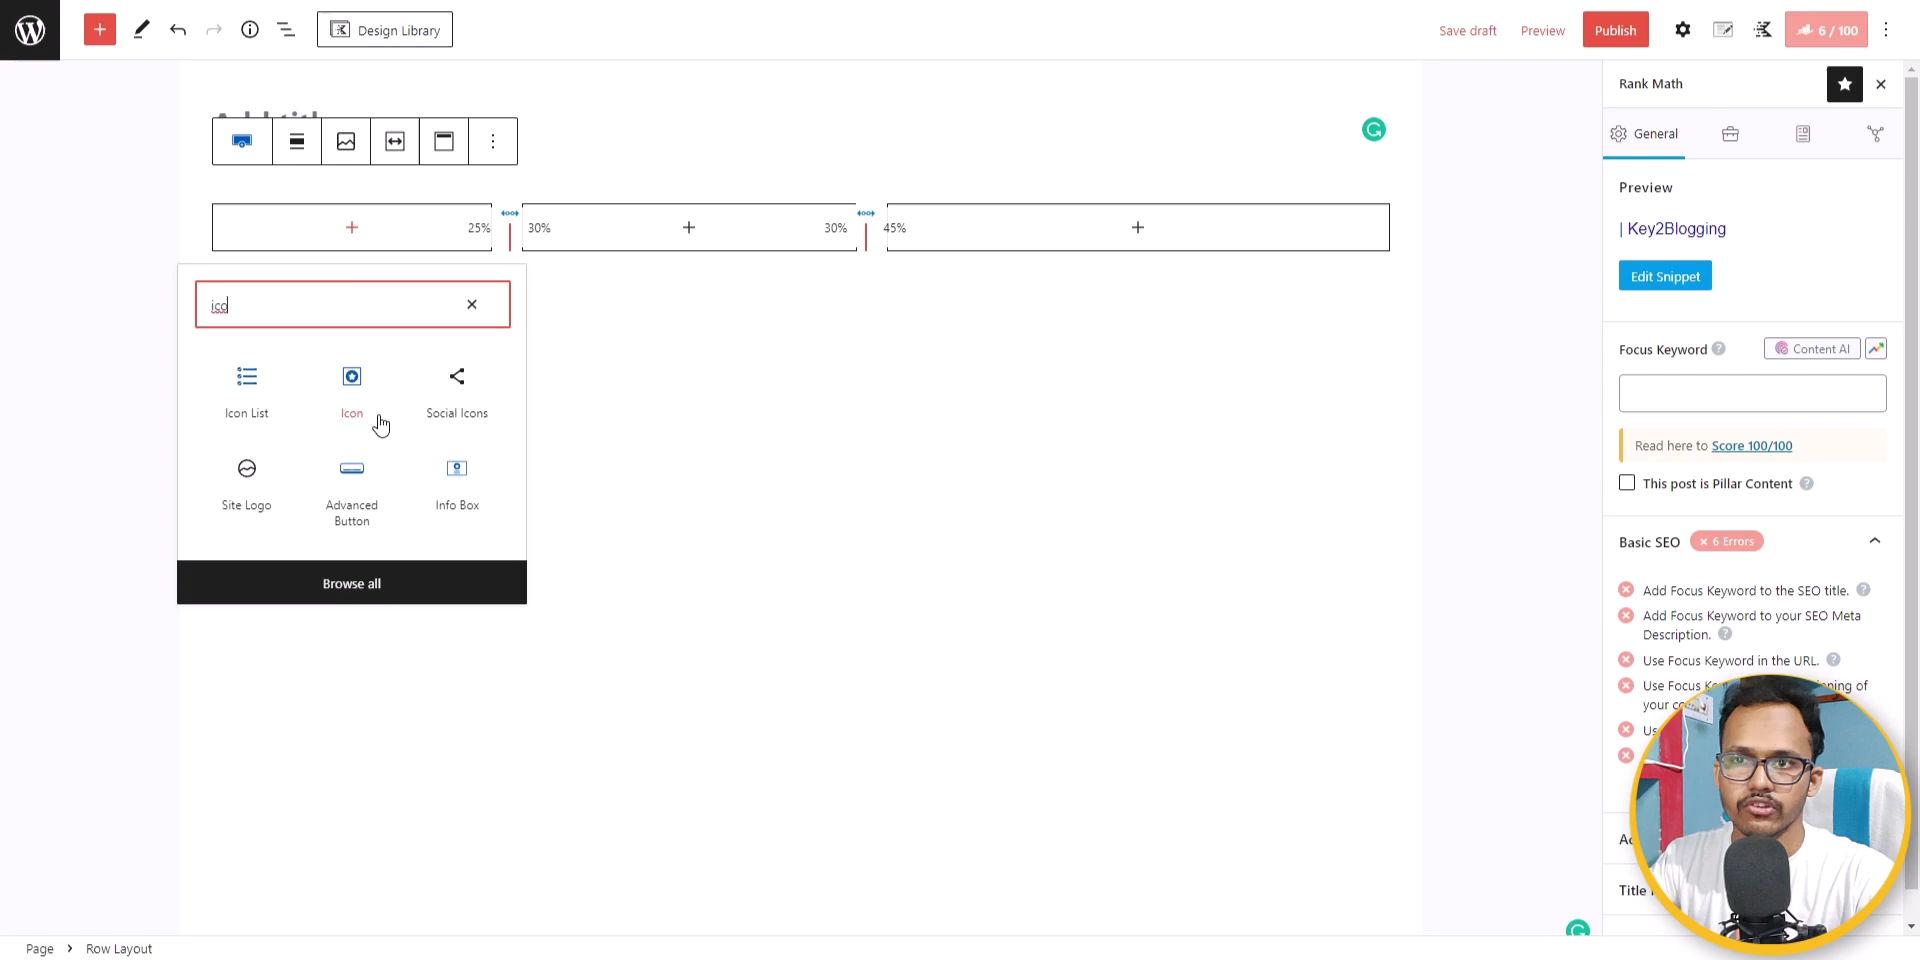 Design Library
Save draft
Preview
Publish
6 / 100
Rank Math
General
Preview
| Key2Blogging
Edit Snippet
Focus Keyword
Content AI
Read here to Score 100/100
This post is Pillar Content
Basic SEO
× 6 Errors
Add Focus Keyword to the SEO title.
Add Focus Keyword to your SEO Meta
Description.
Use Focus Keyword in the URL.
25%
30%
30%
45%
ico
Icon List
Icon
Social Icons
Site Logo
Advanced
Button
Info Box
Browse all
Page
Row Layout